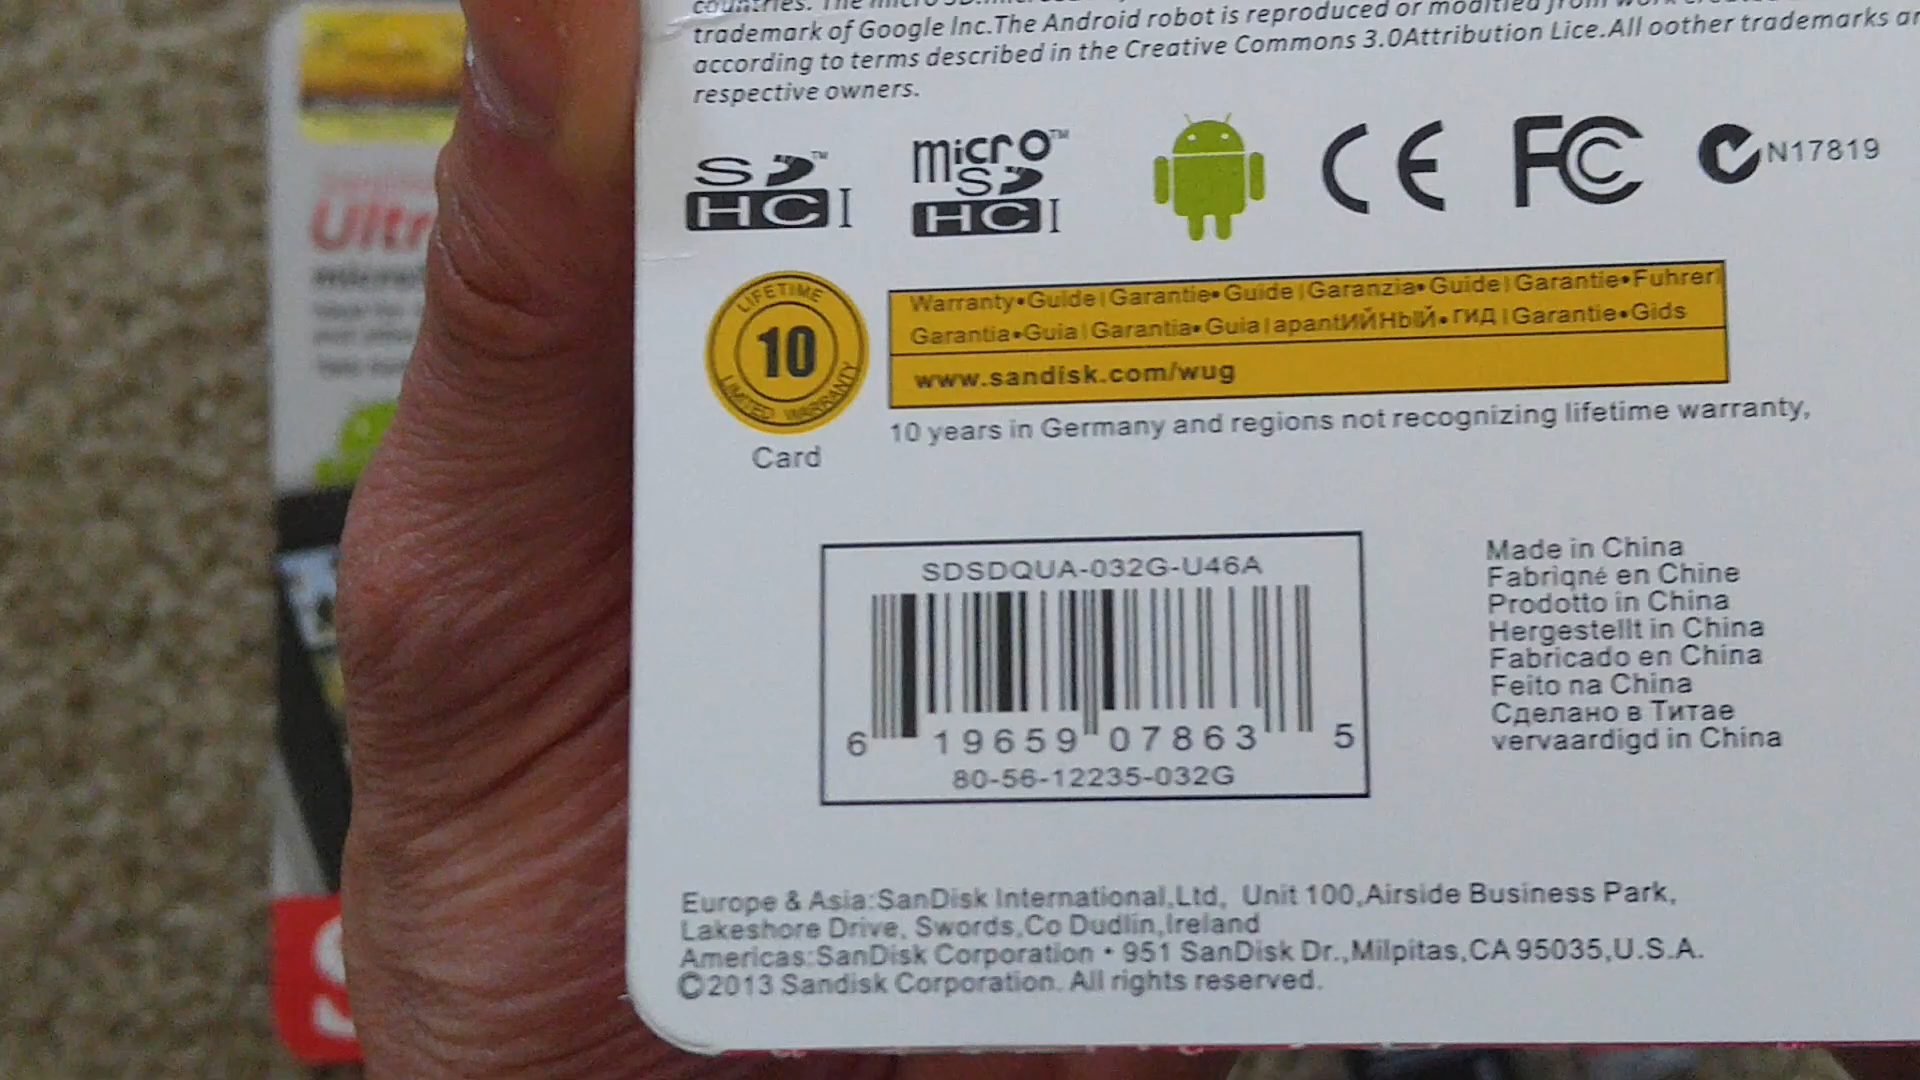 trademark of Google Inc.The Android robot is reproduced or modified from
according to terms described in the Creative Commons 3.0Attribution Lice.All oother trademarks
respective owners.
SD HC I
micro SD HC I
CE FC N17819
LIFETIME
10
LIMITED WARRANTY
Card
Warranty•Guide|Garantie•Guide|Garanzia•Guide|Garantie•Fuhrer|
Garantia•Guia|Garantia•Guia|apantИЙНЫЙ•ГИД|Garantie•Gids
www.sandisk.com/wug
10 years in Germany and regions not recognizing lifetime warranty,
SDSDQUA-032G-U46A
6 19659 07863 5
80-56-12235-032G
Made in China
Fabriqné en Chine
Prodotto in China
Hergestellt in China
Fabricado en China
Feito na China
Сделано в Титае
vervaardigd in China
Europe & Asia:SanDisk International,Ltd, Unit 100,Airside Business Park,
Lakeshore Drive, Swords,Co Dudlin,Ireland
Americas:SanDisk Corporation • 951 SanDisk Dr.,Milpitas,CA 95035,U.S.A.
©2013 Sandisk Corporation. All rights reserved.